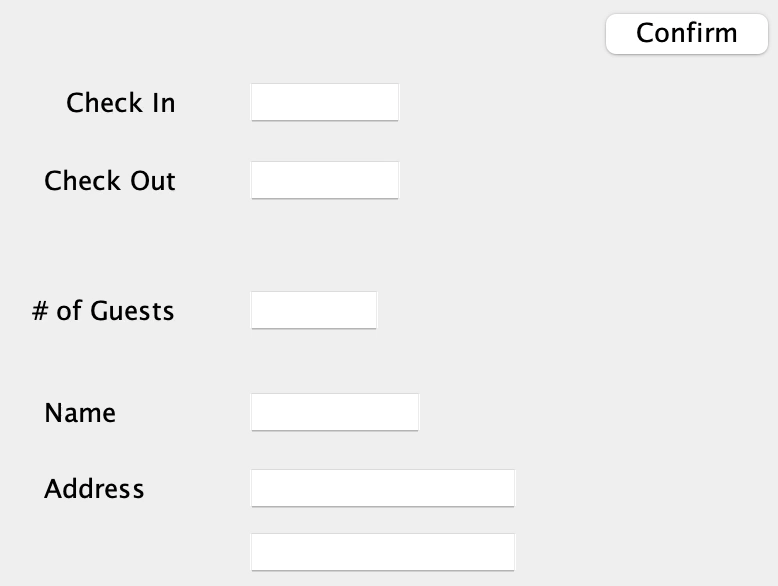 Confirm
Check In
Check Out
# of Guests
Name
Address